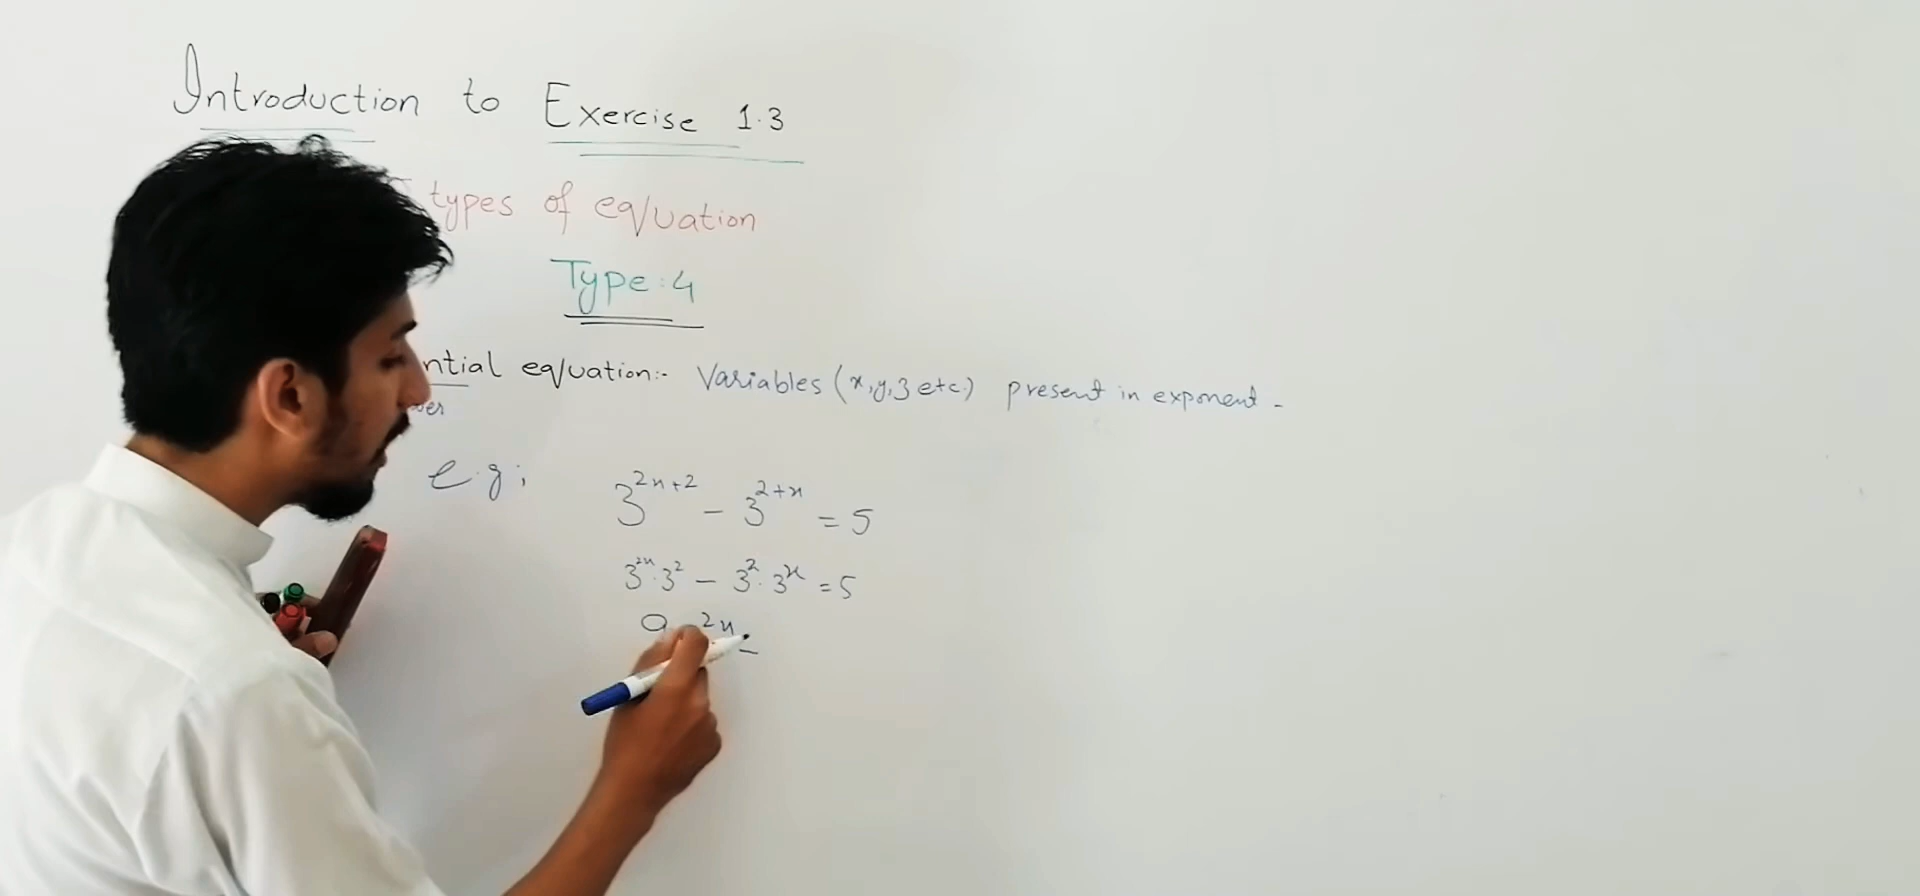 Introduction to Exercise 1.3
types of equation
Type:4
ntial equation:- Variables (x,y,z etc.) present in exponent -
e.g;
3^{2x+2} - 3^{2+x} = 5
3^{2x}.3^2 - 3^2.3^x = 5
9 ^{2x} -